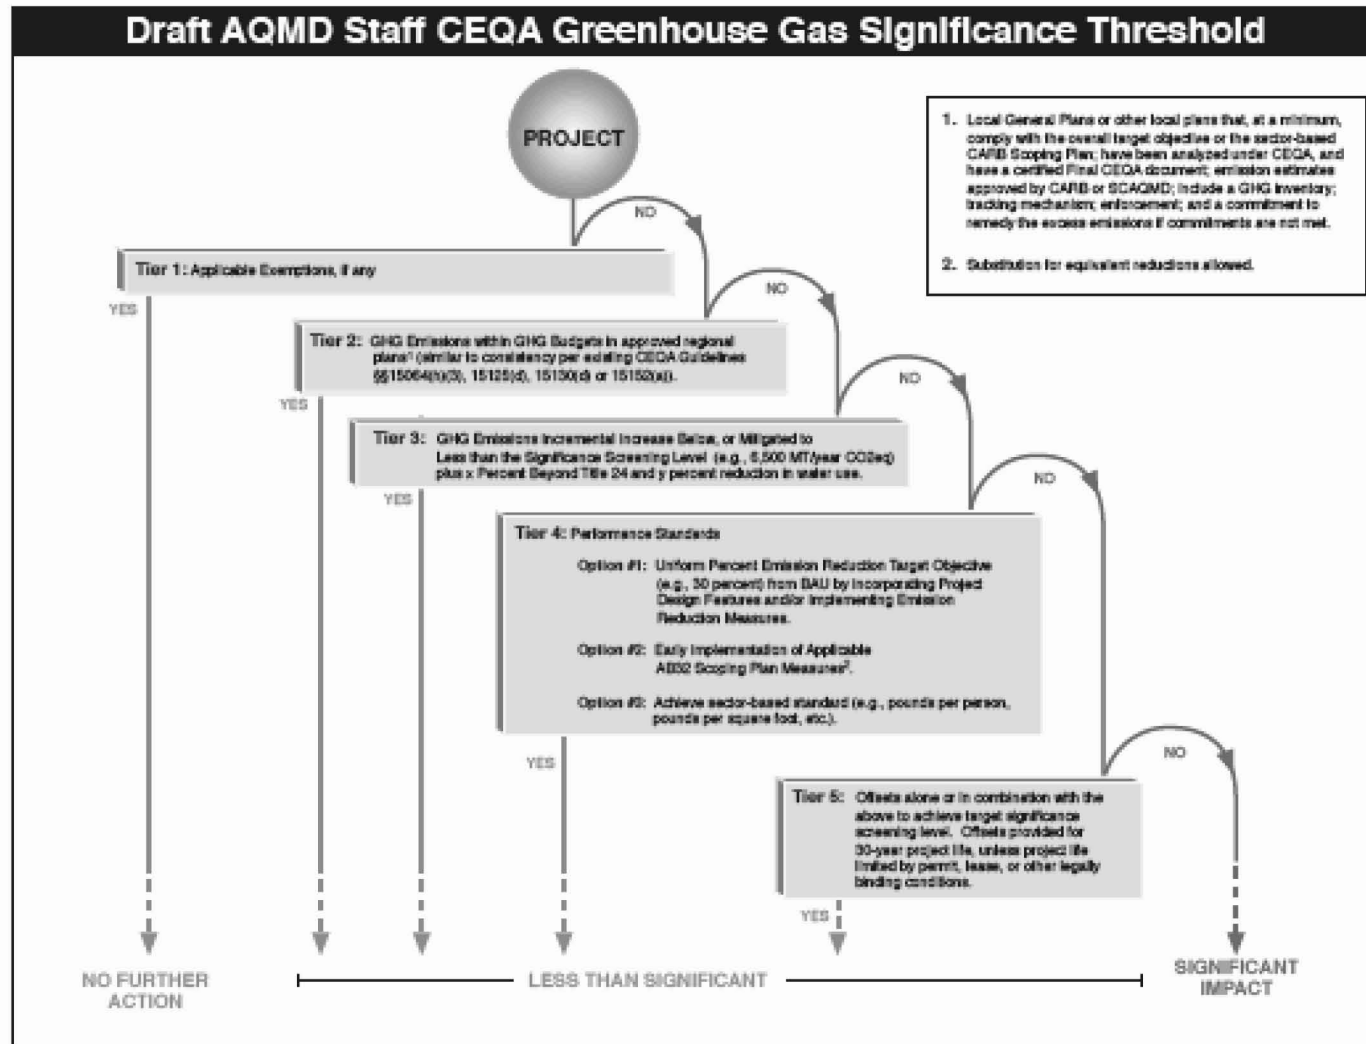 Draft AQMD Staff CEQA Greenhouse Gas Significance Threshold
PROJECT
1. Local General Plans or other local plans that, at a minimum,
comply with the overall target objective or the sector-based
CARB Scoping Plan; have been analyzed under CEQA, and
have a certified Final CEQA document; emission estimates
approved by CARB or SCAQMD; include a GHG inventory;
tracking mechanism; enforcement; and a commitment to
remedy the excess emissions if commitments are not met.
2. Substitution for equivalent reductions allowed.
NO
Tier 1: Applicable Exemptions, if any
YES
NO
Tier 2: GHG Emissions within GHG Budgets in approved regional
plans¹ (similar to consistency per existing CEQA Guidelines
§§15064(h)(3), 15125(d), 15130(d) or 15152(a)).
YES
NO
Tier 3: GHG Emissions Incremental Increase Below, or Mitigated to
Less than the Significance Screening Level (e.g., 6,500 MT/year CO2eq)
plus x Percent Beyond Title 24 and y percent reduction in water use.
YES
NO
Tier 4: Performance Standards
Option #1: Uniform Percent Emission Reduction Target Objective
(e.g., 30 percent) from BAU by Incorporating Project
Design Features and/or Implementing Emission
Reduction Measures.
Option #2: Early Implementation of Applicable
AB32 Scoping Plan Measures².
Option #3: Achieve sector-based standard (e.g., pounds per person,
pounds per square foot, etc.).
YES
NO
Tier 5: Offsets alone or in combination with the
above to achieve target significance
screening level. Offsets provided for
30-year project life, unless project life
limited by permit, lease, or other legally
binding conditions.
YES
NO FURTHER
ACTION
LESS THAN SIGNIFICANT
SIGNIFICANT
IMPACT